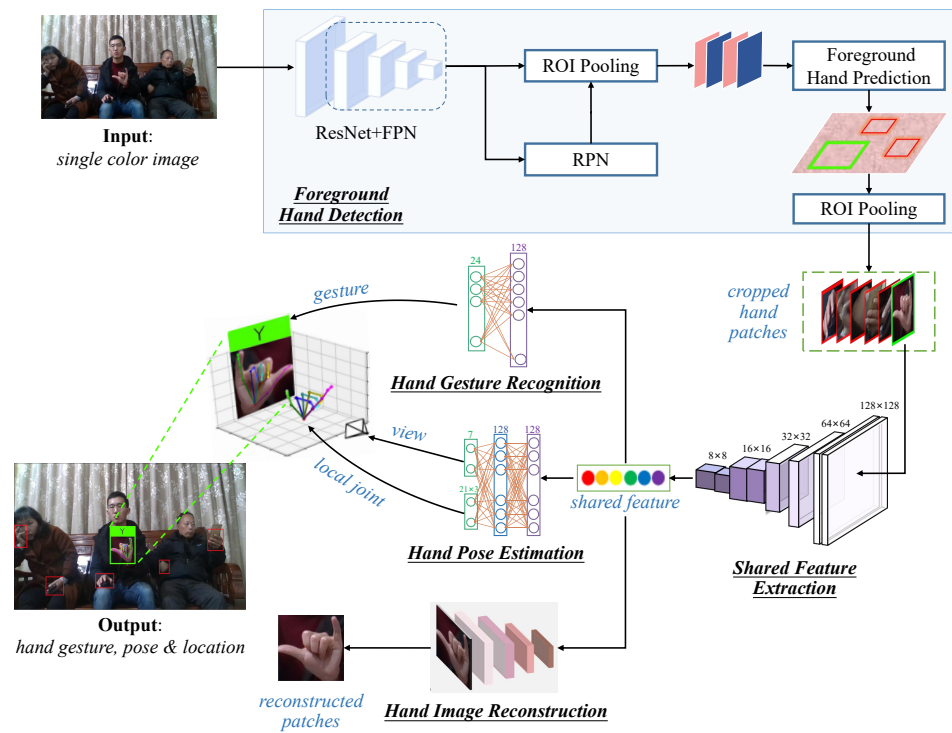 Input:
single color image
ResNet+FPN
ROI Pooling
RPN
Foreground
Hand Prediction
ROI Pooling
Foreground
Hand Detection
cropped
hand
patches
128×128
64×64
32×32
16×16
8×8
Shared Feature
Extraction
shared feature
24
128
gesture
Hand Gesture Recognition
Y
7
128
128
21×3
view
local joint
Hand Pose Estimation
Y
Output:
hand gesture, pose & location
reconstructed
patches
Hand Image Reconstruction